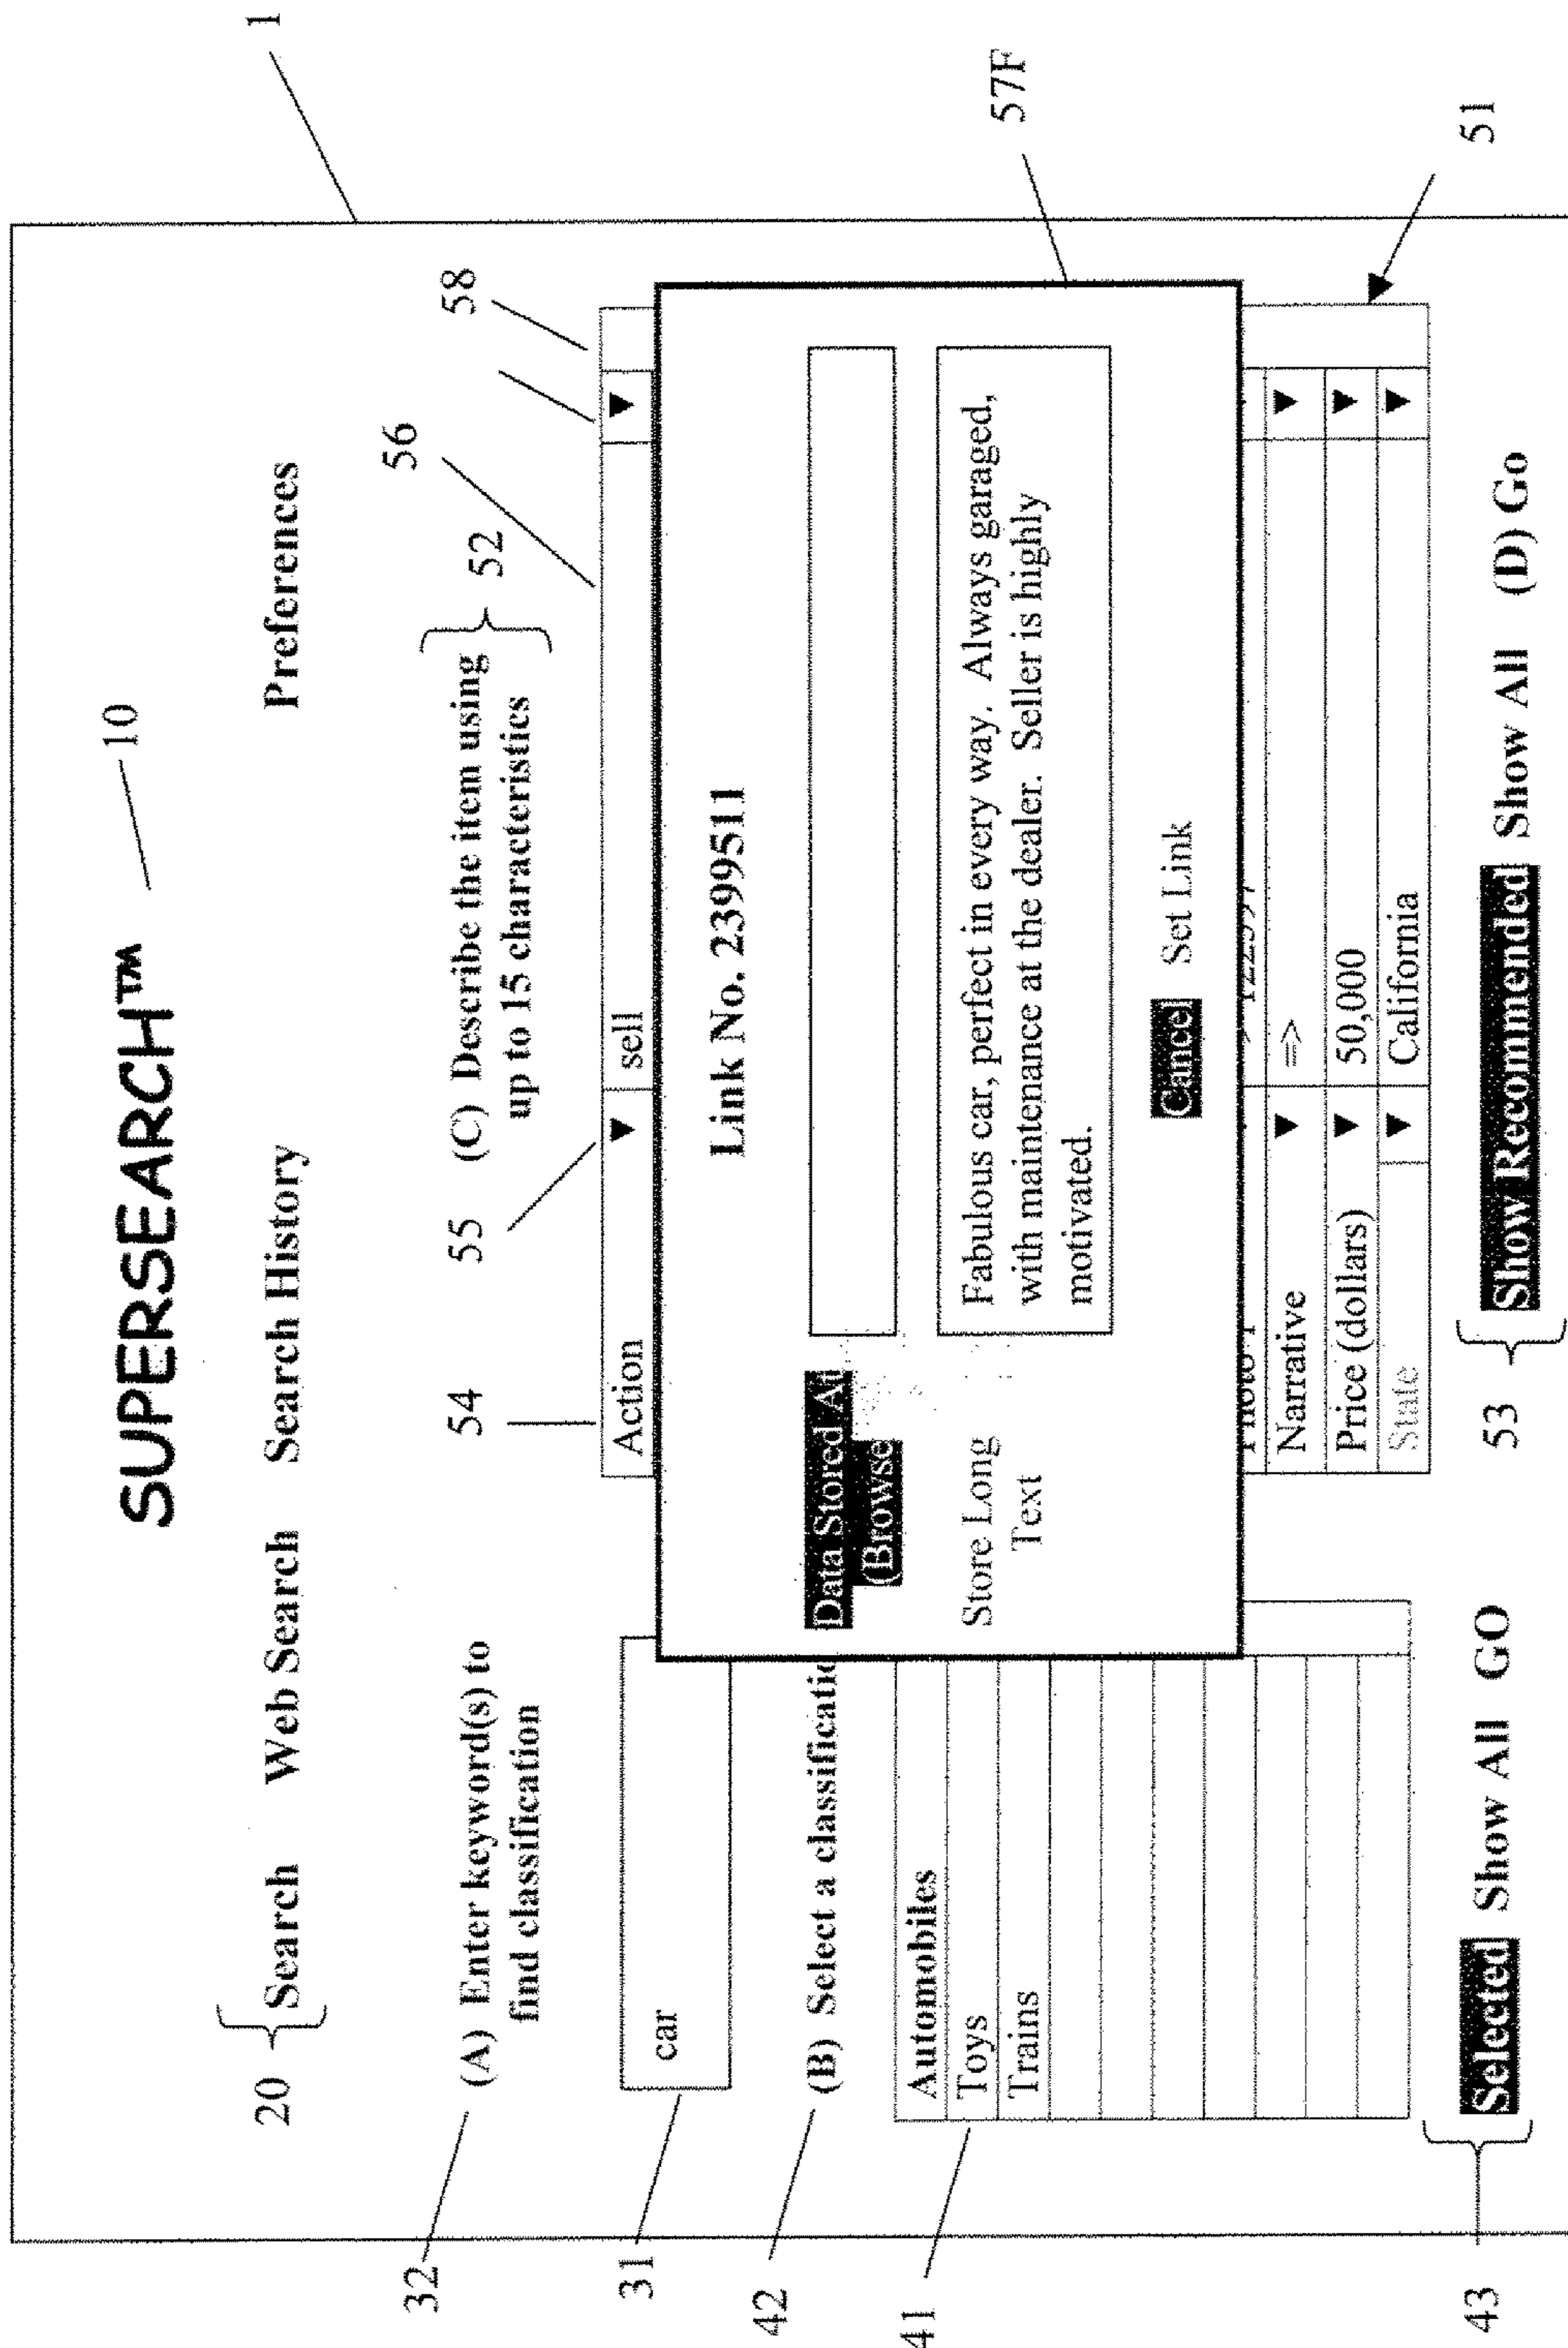 1
SUPERSEARCH™
10
20
Search Web Search Search History Preferences
32
(A) Enter keyword(s) to
find classification
54
55
(C) Describe the item using
up to 15 characteristics
52
56
58
31
car
Action ▼ sell ▼
57F
Link No. 2399511
42
(B) Select a
Data Stored At
(Browse
41
Automobiles
Toys
Trains
Store Long
Text
Fabulous car, perfect in every way. Always garaged,
with maintenance at the dealer. Seller is highly
motivated.
Cancel Set Link
Narrative ▼ => ▼
Price (dollars) ▼ 50,000 ▼
State ▼ California ▼
51
43
Selected Show All GO
53
Show Recommended Show All (D) Go